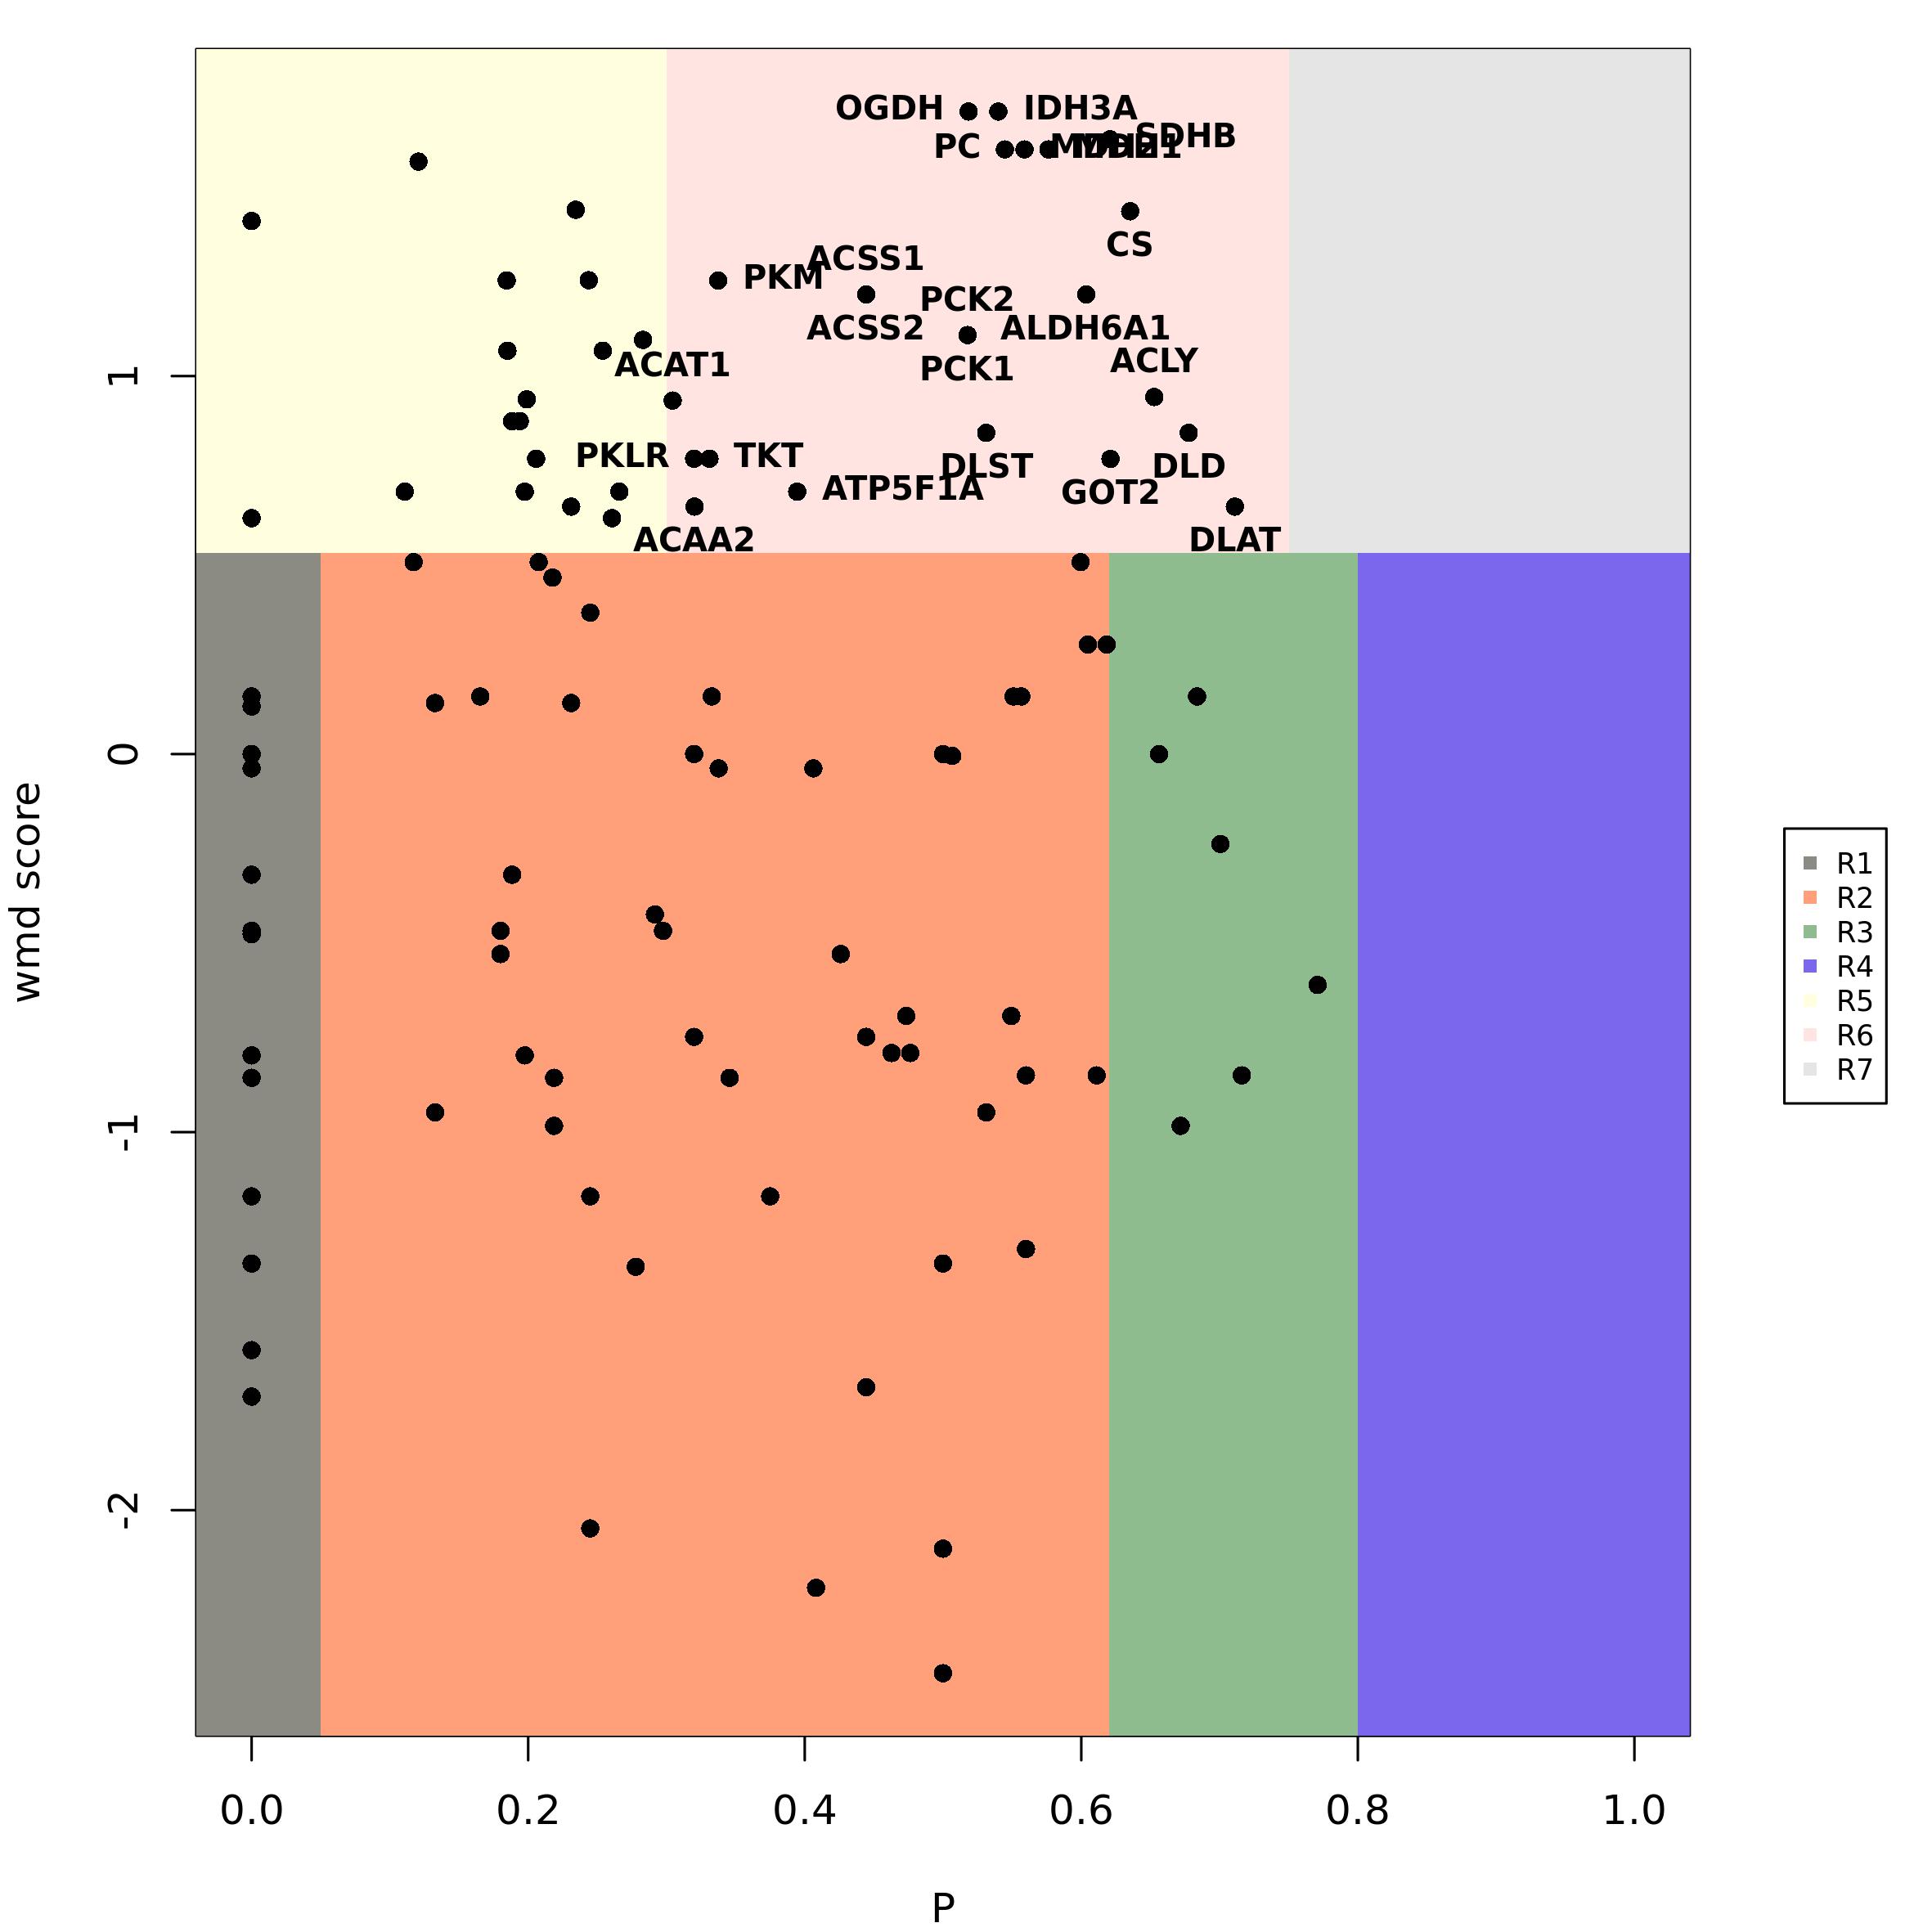 OGDH IDH3A
SDHB
PC
CS
ACSS1
PKM
PCK2
ACSS2 ALDH6A1
ACLY
ACAT1
PCK1
PKLR TKT
DLST DLD
ATP5F1A
GOT2
ACAA2 DLAT
1
0
-1
-2
wmd score
0.0 0.2 0.4 0.6 0.8 1.0
P
R1
R2
R3
R4
R5
R6
R7